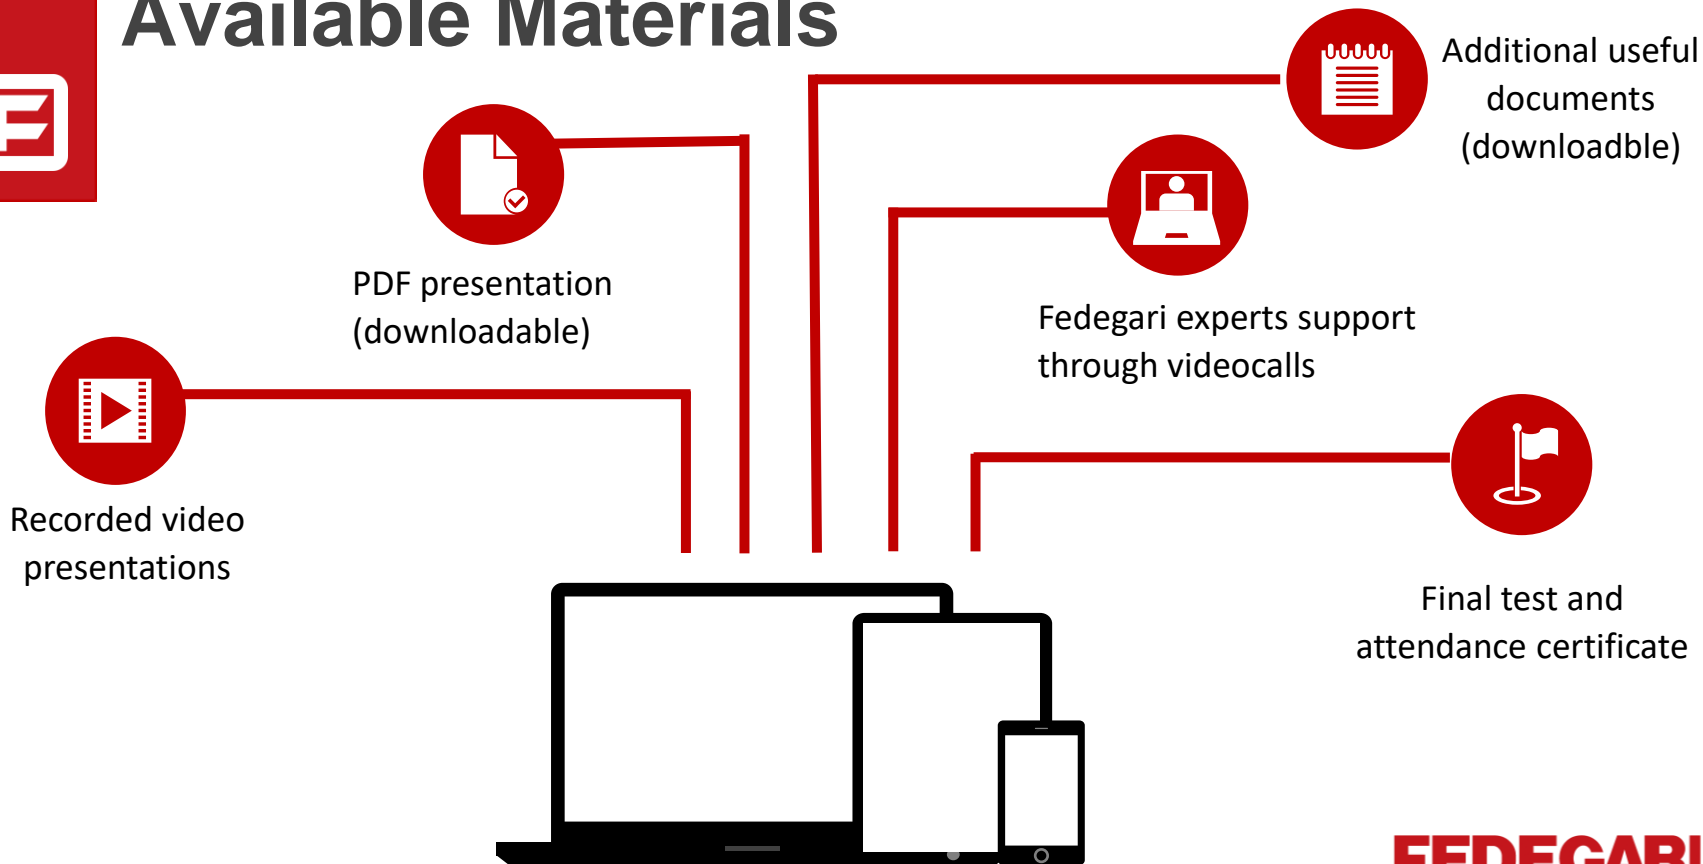 Available Materials
Additional useful
documents
(downloadble)
PDF presentation
(downloadable)
Fedegari experts support
through videocalls
Recorded video
presentations
Final test and
attendance certificate
FEDEGARI